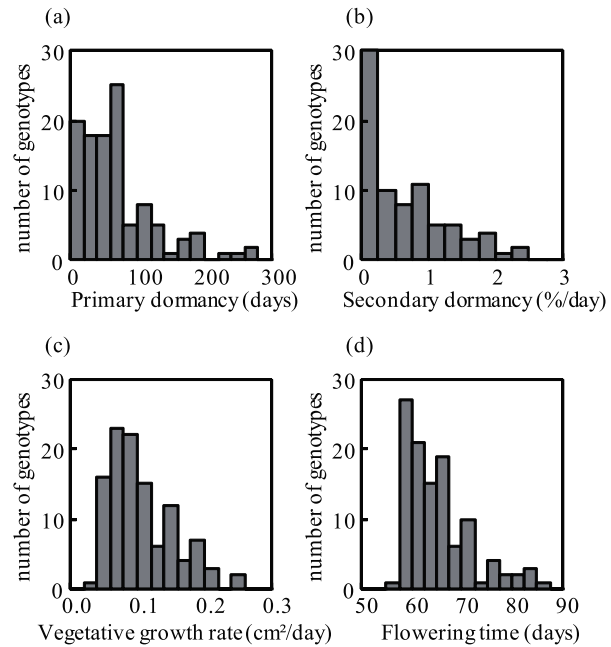 (a)
(b)
number of genotypes
30
20
10
0
0 100 200 300
Primary dormancy (days)
number of genotypes
30
20
10
0
0 1 2 3
Secondary dormancy (%/day)
(c)
(d)
number of genotypes
30
20
10
0
0.0 0.1 0.2 0.3
Vegetative growth rate (cm²/day)
number of genotypes
30
20
10
0
50 60 70 80 90
Flowering time (days)